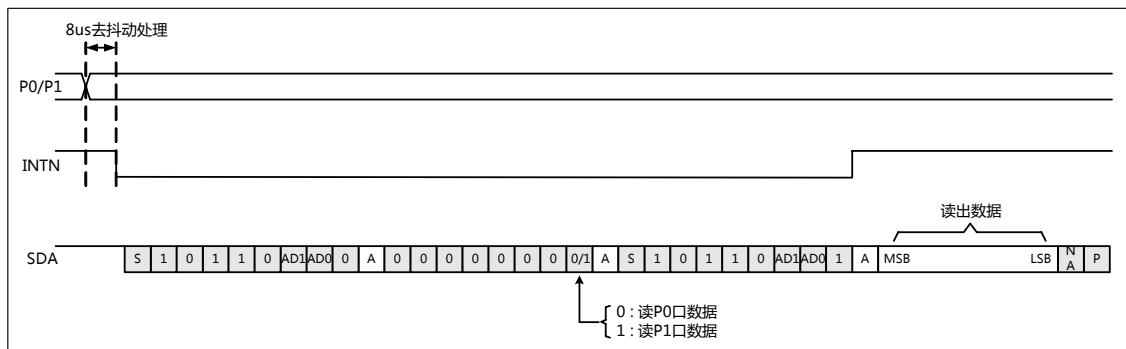 8us去抖动处理
P0/P1
INTN
读出数据
SDA S 1 0 1 1 0 AD1 AD0 0 A 0 0 0 0 0 0 0 0/1 A S 1 0 1 1 0 AD1 AD0 1 A MSB LSB NA P
0 : 读P0口数据
1 : 读P1口数据